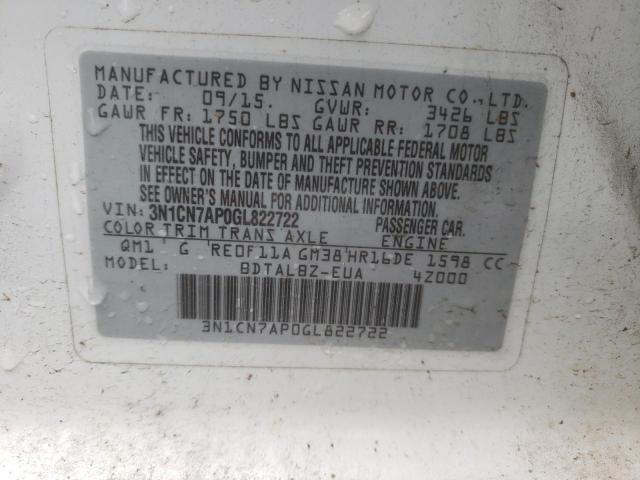 MANUFACTURED BY NISSAN MOTOR CO.,LTD.
DATE: 09/15. GVWR: 3426 LBS
GAWR FR: 1750 LBS GAWR RR: 1708 LBS
THIS VEHICLE CONFORMS TO ALL APPLICABLE FEDERAL MOTOR
VEHICLE SAFETY, BUMPER AND THEFT PREVENTION STANDARDS
IN EFFECT ON THE DATE OF MANUFACTURE SHOWN ABOVE.
SEE OWNER'S MANUAL FOR ADDITIONAL INFORMATION
VIN: 3N1CN7AP0GL822722 PASSENGER CAR.
COLOR TRIM TRANS AXLE ENGINE
QM1 G RE0F11A GM38 HR16DE 1598 CC
MODEL: BDTALBZ-EUA 4Z000
3N1CN7AP0GL822722